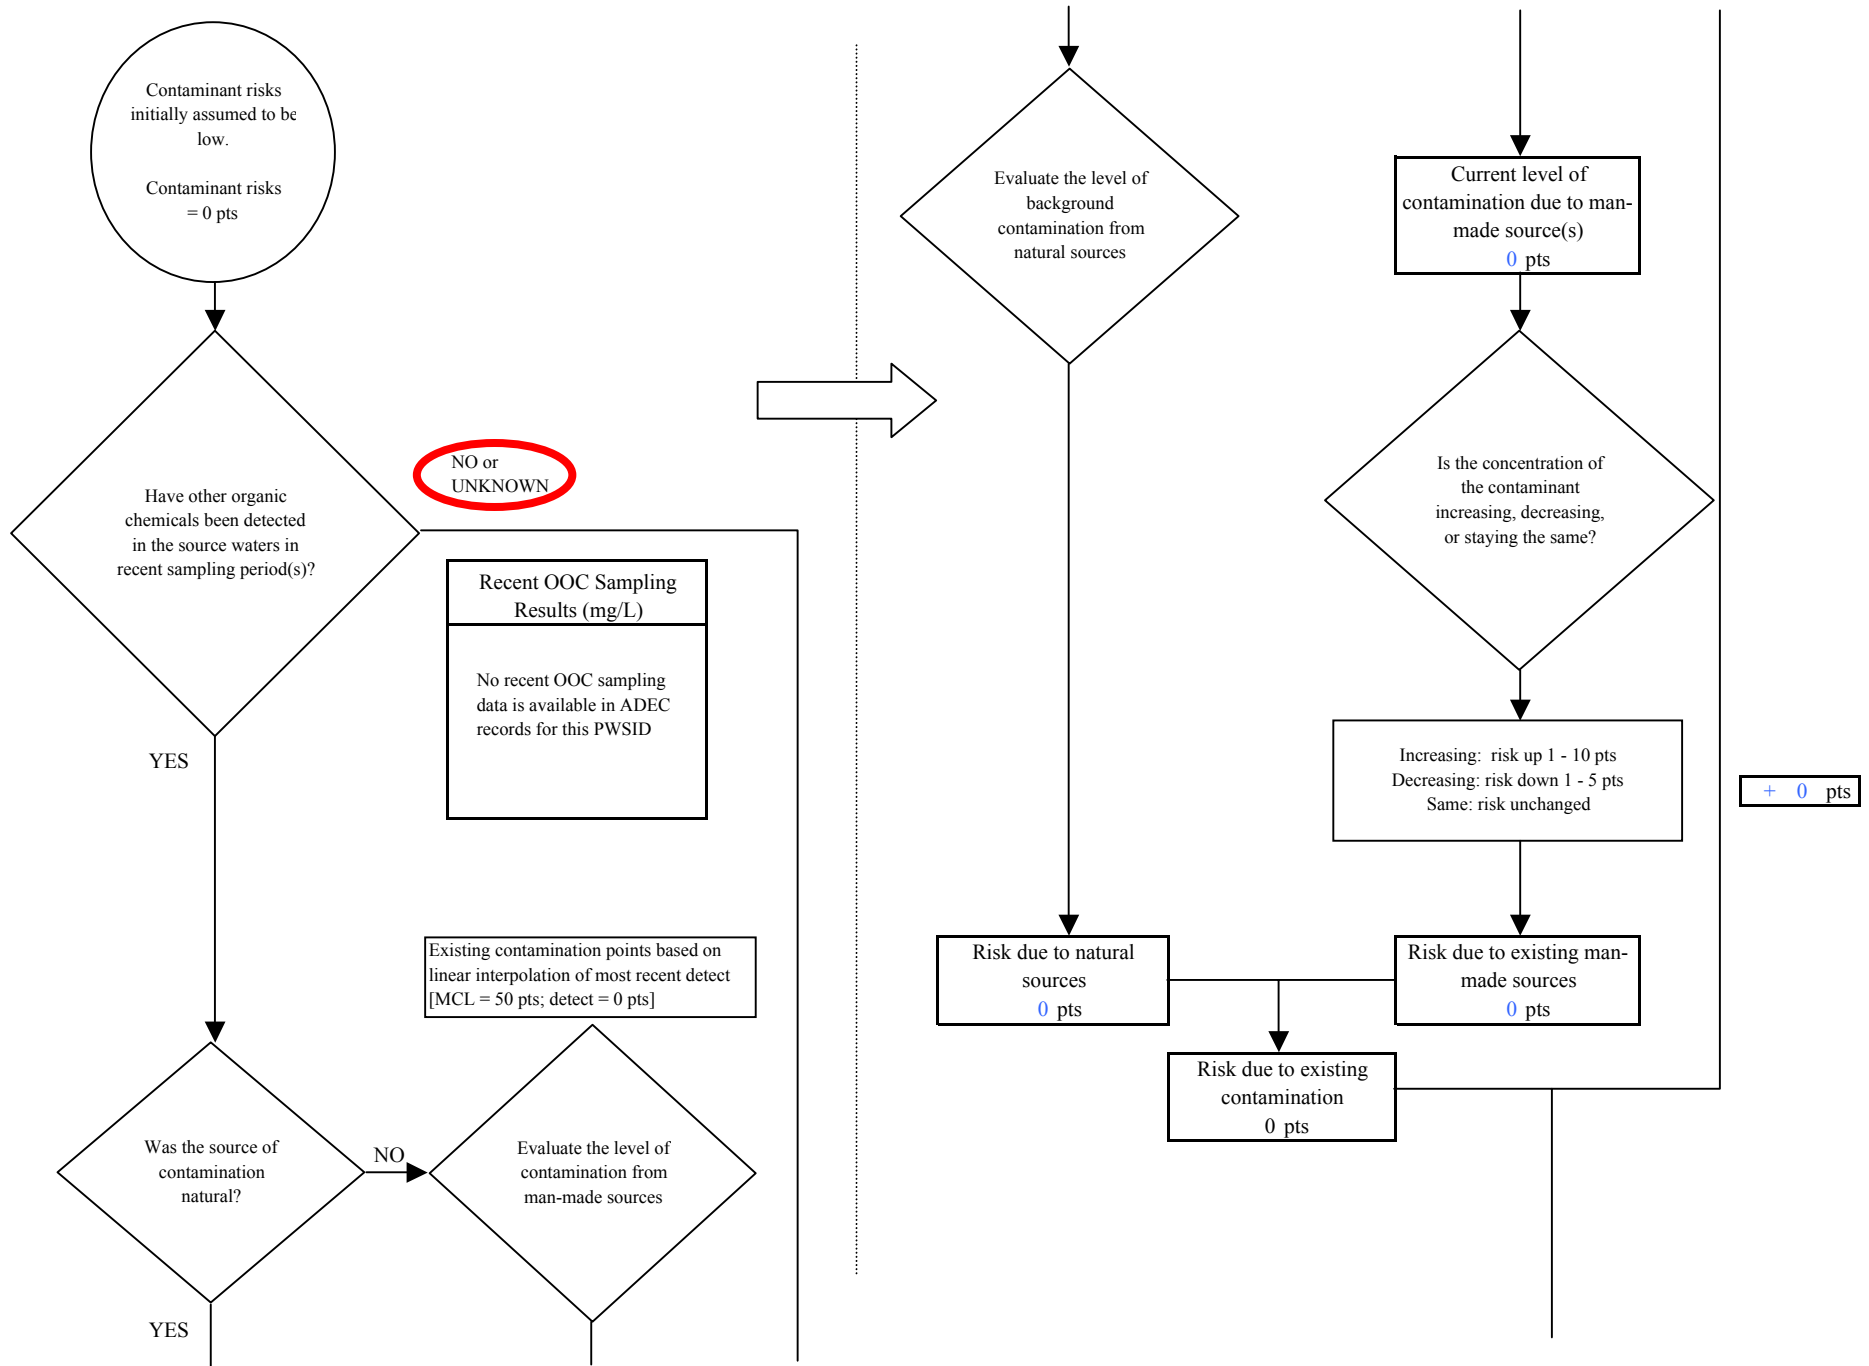 Contaminant risks
initially assumed to be
low.
Contaminant risks
= 0 pts
Have other organic
chemicals been detected
in the source waters in
recent sampling period(s)?
NO or
UNKNOWN
Recent OOC Sampling
Results (mg/L)
No recent OOC sampling
data is available in ADEC
records for this PWSID
YES
Existing contamination points based on
linear interpolation of most recent detect
[MCL = 50 pts; detect = 0 pts]
Was the source of
contamination
natural?
NO
Evaluate the level of
contamination from
man-made sources
YES
Evaluate the level of
background
contamination from
natural sources
Current level of
contamination due to man-
made source(s)
0 pts
Is the concentration of
the contaminant
increasing, decreasing,
or staying the same?
Increasing: risk up 1 - 10 pts
Decreasing: risk down 1 - 5 pts
Same: risk unchanged
+ 0 pts
Risk due to natural
sources
0 pts
Risk due to existing man-
made sources
0 pts
Risk due to existing
contamination
0 pts